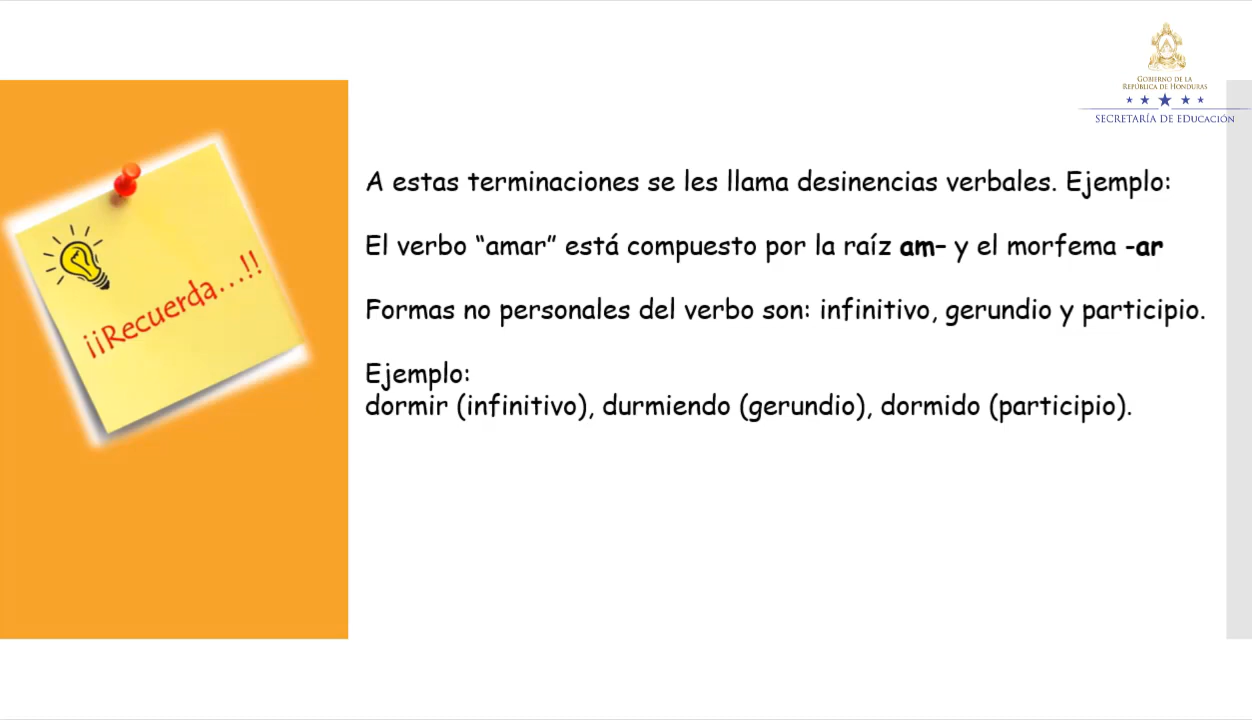 GOBIERNO DE LA
REPÚBLICA DE HONDURAS
SECRETARÍA DE EDUCACIÓN
¡¡Recuerda...!!
A estas terminaciones se les llama desinencias verbales. Ejemplo:
El verbo “amar” está compuesto por la raíz am– y el morfema -ar
Formas no personales del verbo son: infinitivo, gerundio y participio.
Ejemplo:
dormir (infinitivo), durmiendo (gerundio), dormido (participio).